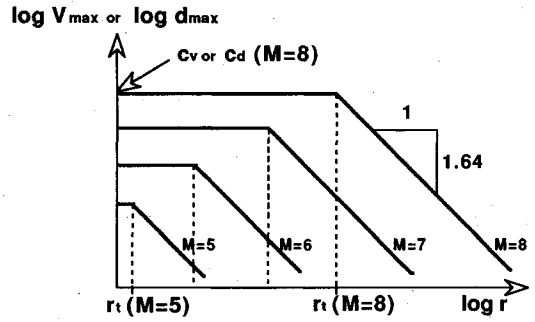 log Vmax or log dmax
cv or cd (M=8)
1
1.64
M=5
M=6
M=7
M=8
rt (M=5)
rt (M=8)
log r